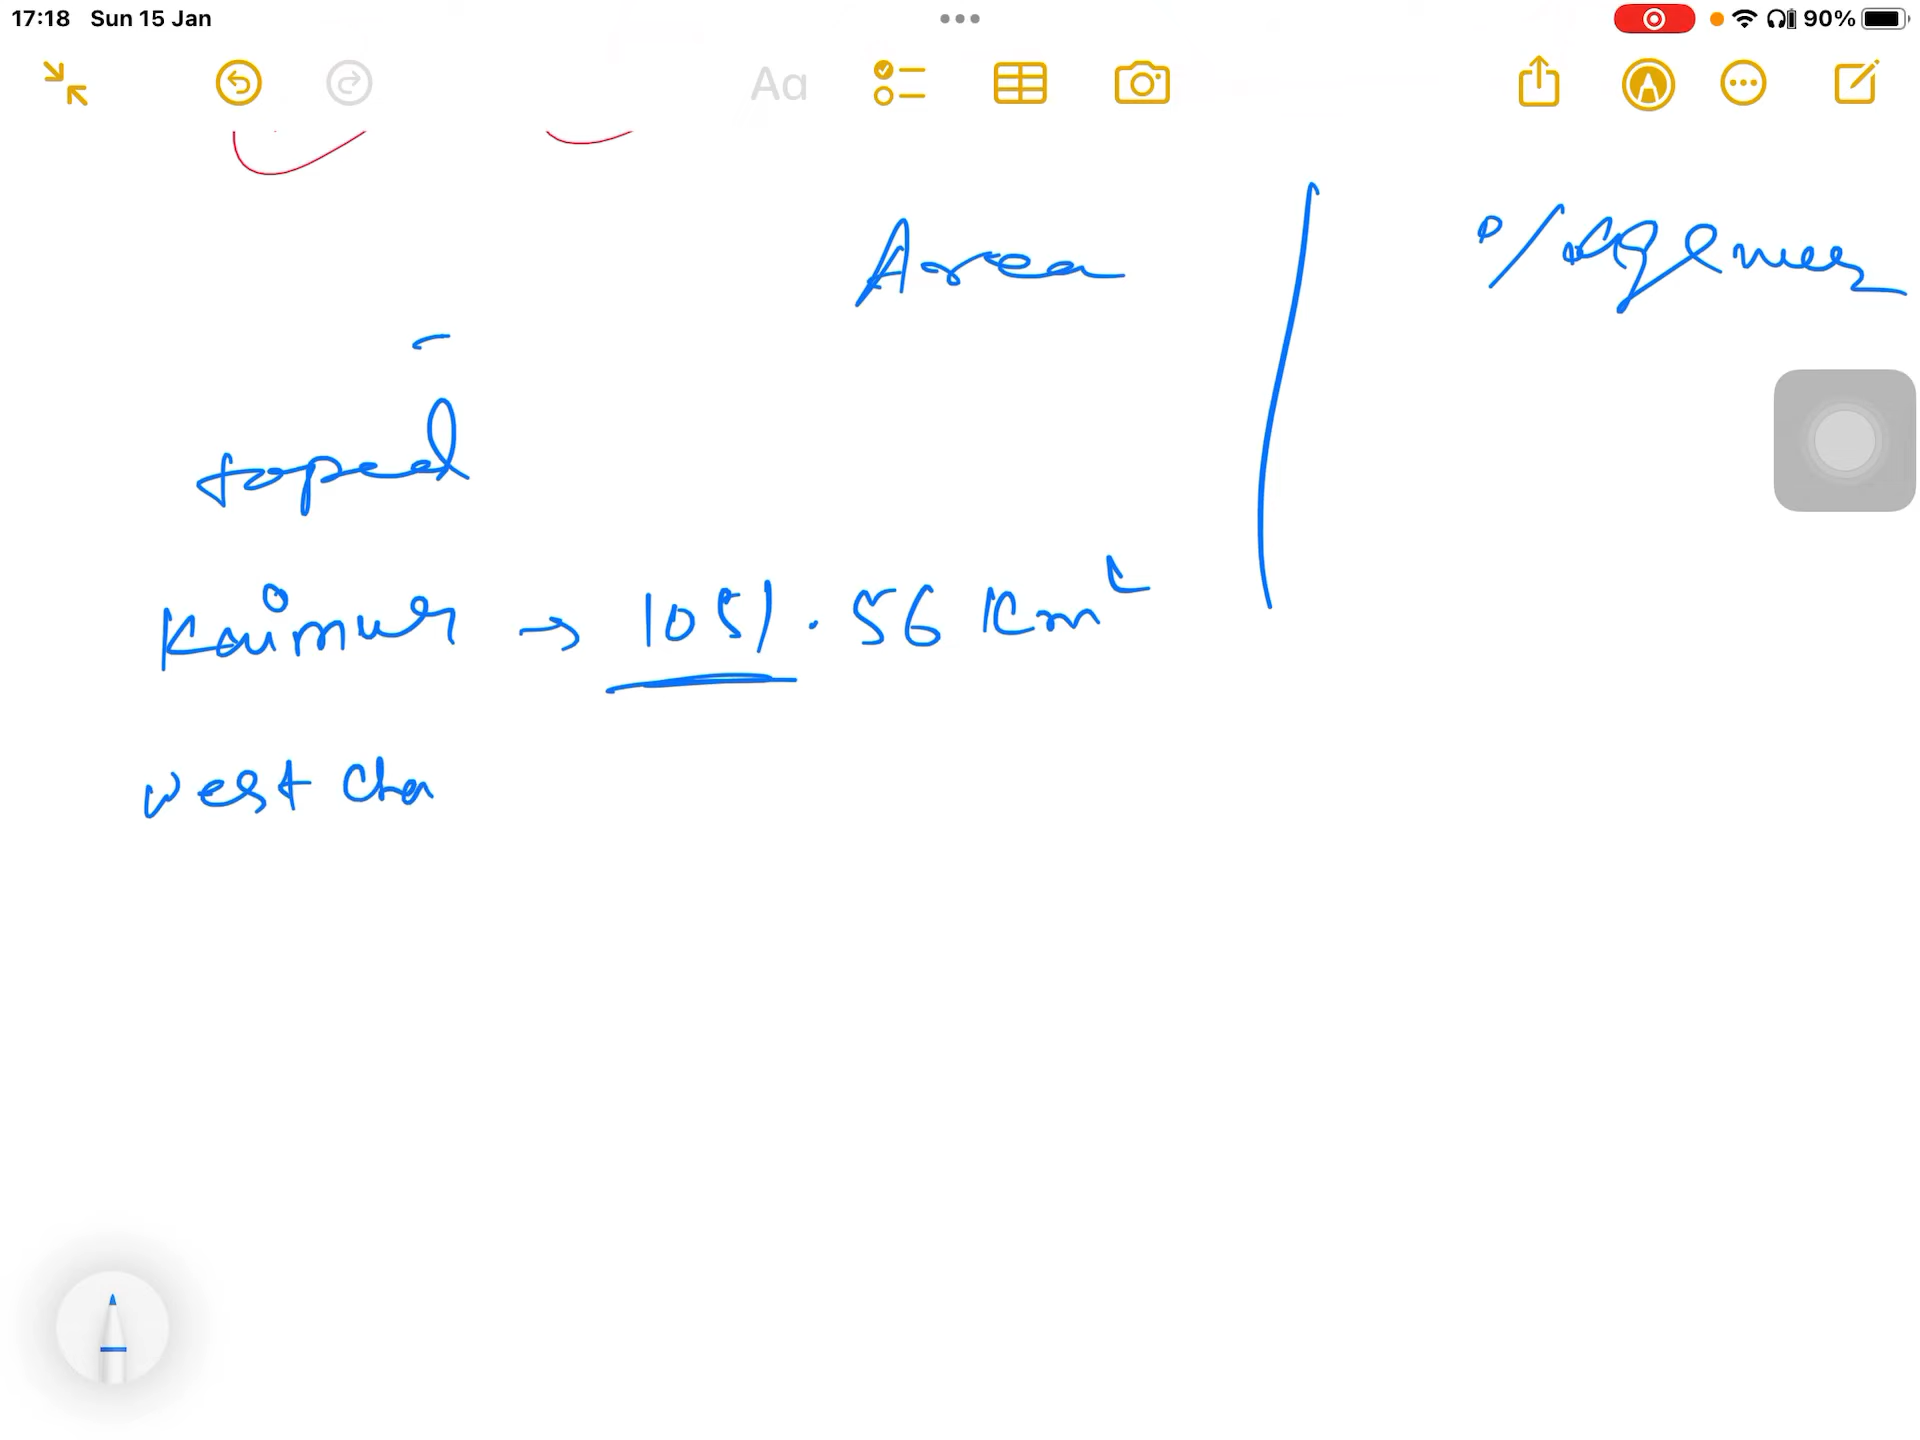 17:18 Sun 15 Jan 90%
Aa
Area
Kaimur → 1051.56 Km²
west cha